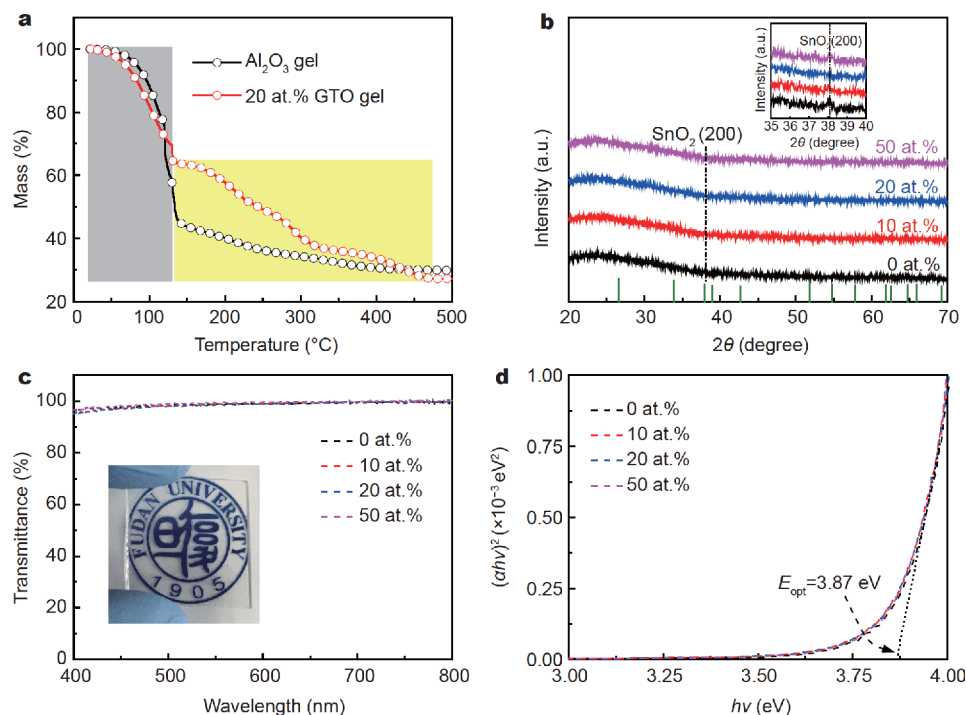 a
100
90
80
70
60
50
40
30
20
Mass (%)
0 100 200 300 400 500
Temperature (°C)
Al₂O₃ gel
20 at.% GTO gel
b
Intensity (a.u.)
SnO₂ (200)
50 at.%
20 at.%
10 at.%
0 at.%
20 30 40 50 60 70
2θ (degree)
Intensity (a.u.)
SnO₂ (200)
35 36 37 38 39 40
2θ (degree)
c
100
80
60
40
20
0
Transmittance (%)
0 at.%
10 at.%
20 at.%
50 at.%
FUDAN UNIVERSITY
1905
400 500 600 700 800
Wavelength (nm)
d
1.00
0.75
0.50
0.25
0.00
(αhν)² (×10⁻³ eV²)
0 at.%
10 at.%
20 at.%
50 at.%
E_opt=3.87 eV
3.00 3.25 3.50 3.75 4.00
hν (eV)